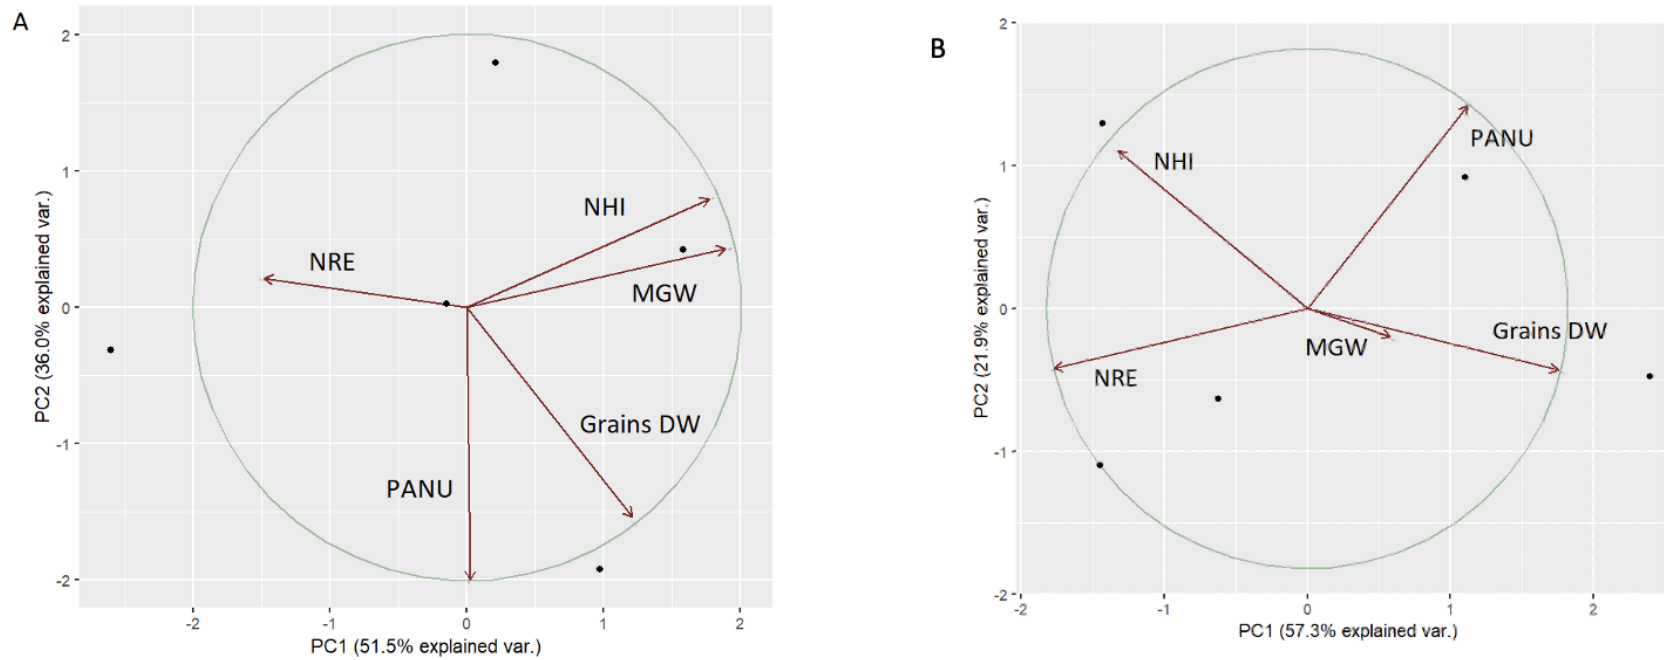 A
2
1
0
-1
-2
PC2 (36.0% explained var.)
NHI
NRE
MGW
Grains DW
PANU
-2
-1
0
1
2
PC1 (51.5% explained var.)
B
2
1
0
-1
-2
PC2 (21.9% explained var.)
PANU
NHI
Grains DW
MGW
NRE
-2
-1
0
1
2
PC1 (57.3% explained var.)